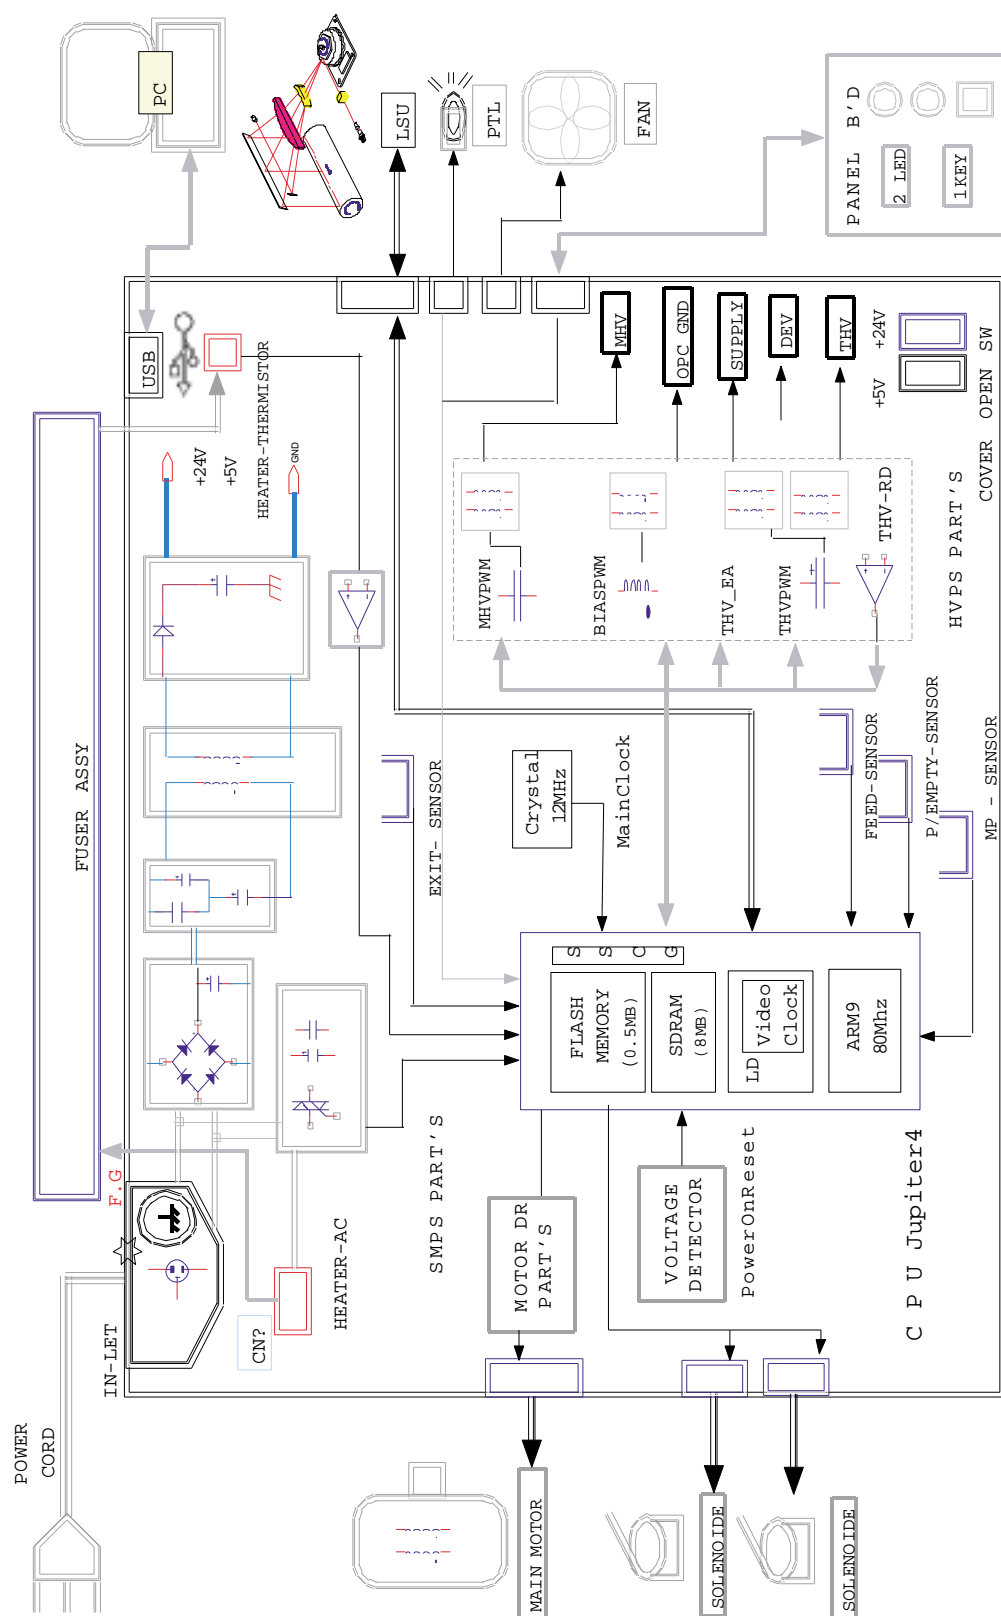 POWER
CORD
IN-LET
F.G
FUSER ASSY
CN?
HEATER-AC
SMPS PART'S
MAIN MOTOR
MOTOR DR
PART'S
SOLENOIDE
SOLENOIDE
VOLTAGE
DETECTOR
PowerOnReset
C P U Jupiter4
FLASH
MEMORY
(0.5MB)
SDRAM
(8MB)
S S C G
LD
Video
Clock
ARM9
80Mhz
EXIT- SENSOR
Crystal
12MHz
MainClock
FEED-SENSOR
P/EMPTY-SENSOR
MP - SENSOR
MHVPWM
BIASPWM
THV_EA
THVPWM
THV-RD
HVPS PART'S
+24V
+5V
GND
HEATER-THERMISTOR
USB
PC
LSU
PTL
FAN
MHV
OPC GND
SUPPLY
DEV
THV
+5V
+24V
COVER OPEN SW
PANEL B'D
2 LED
1KEY